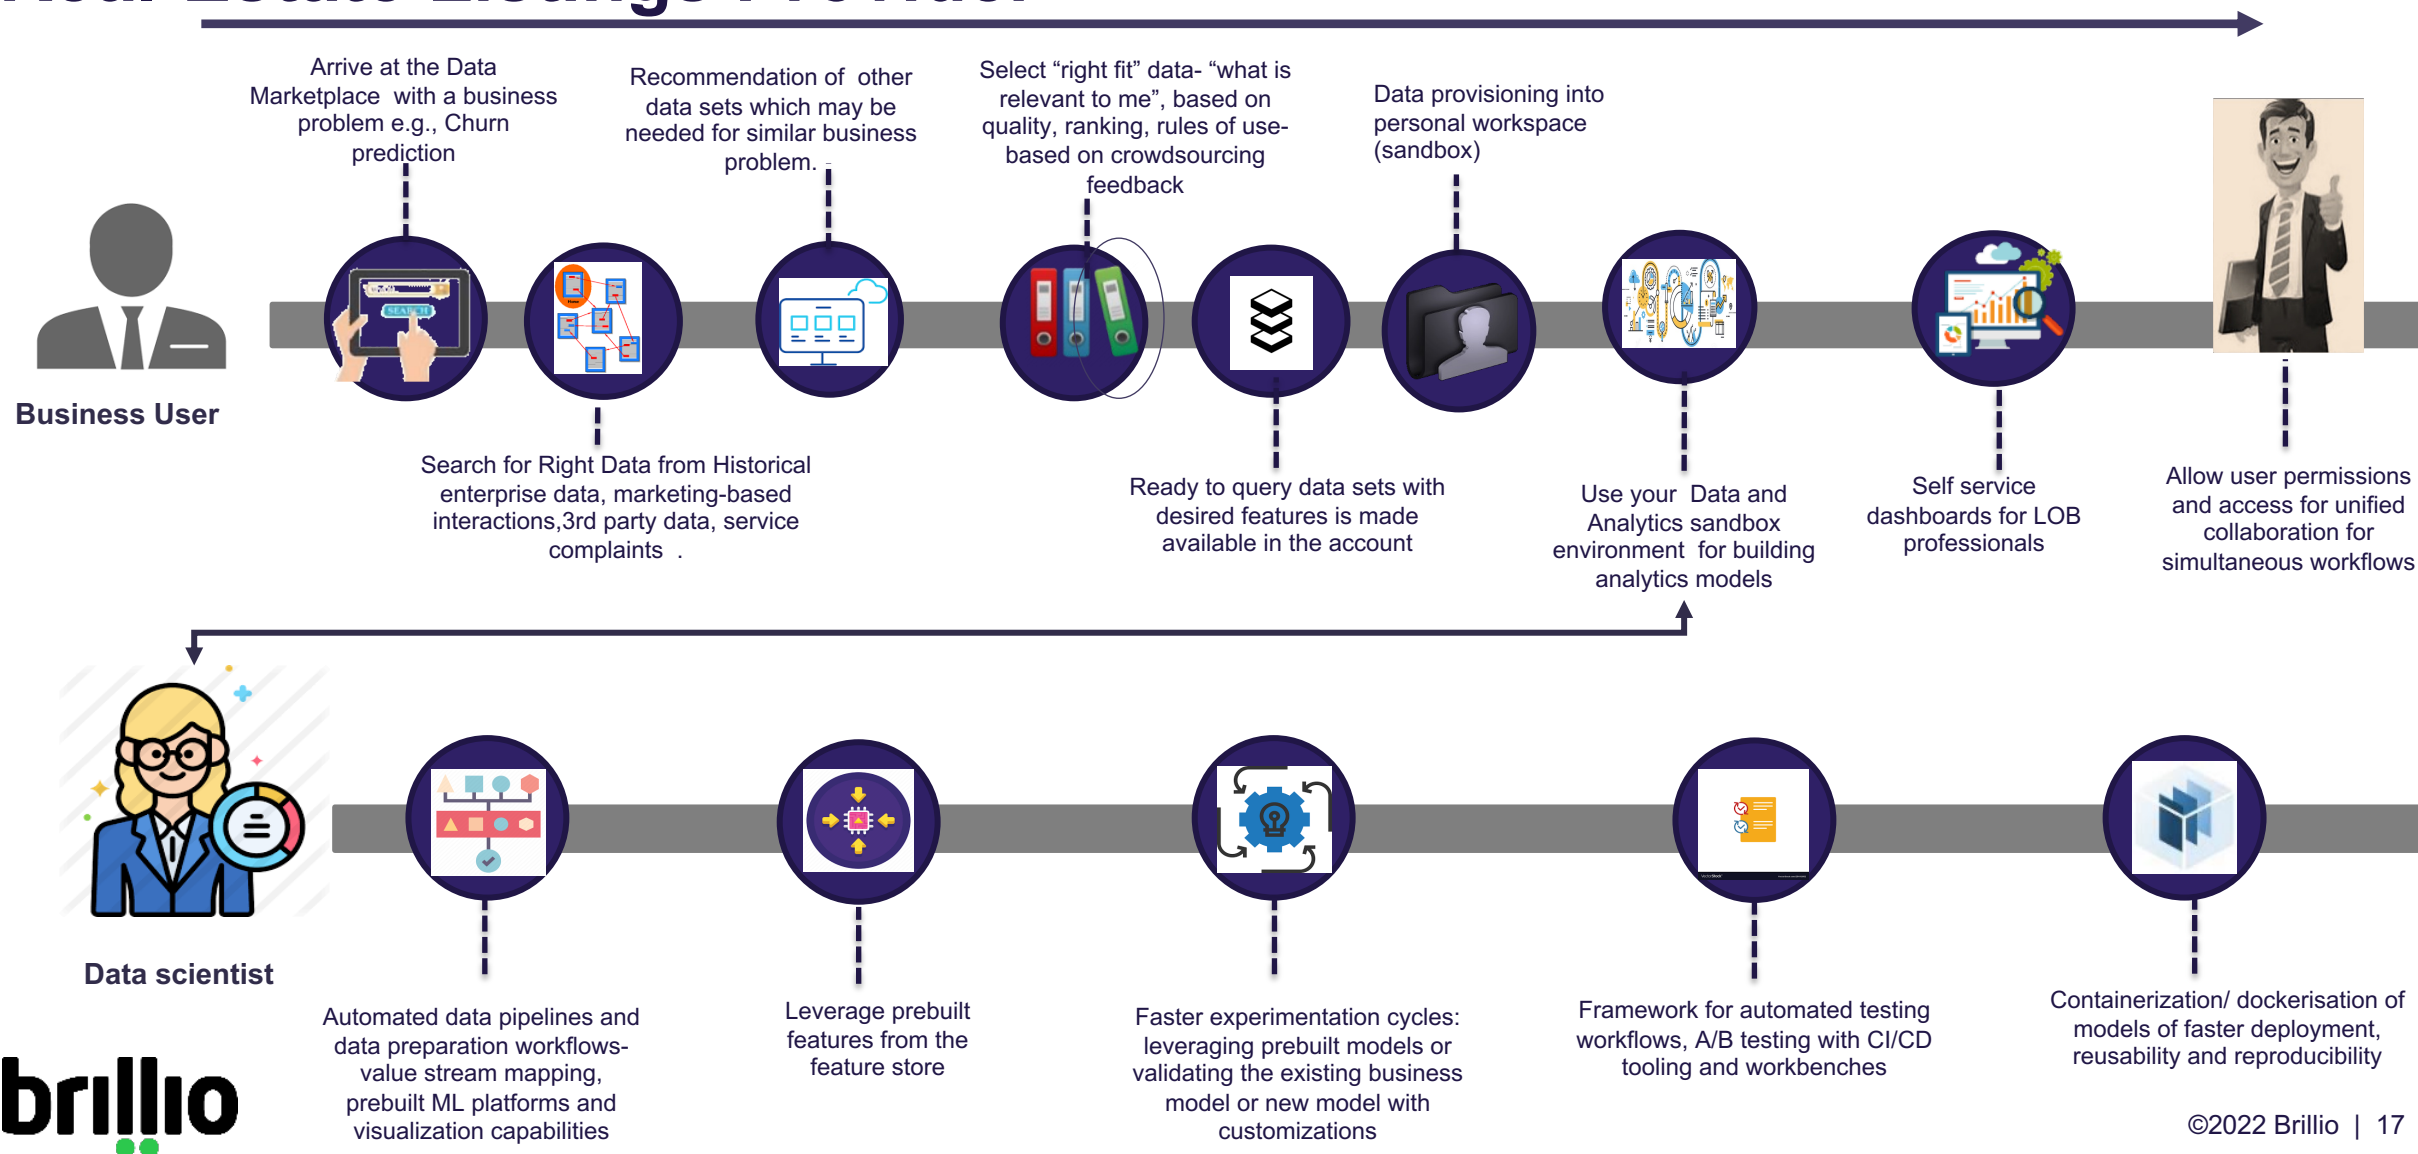 Real Estate Listings Provider
Arrive at the Data
Marketplace with a business
problem e.g., Churn
prediction
Recommendation of other
data sets which may be
needed for similar business
problem.
Select “right fit” data- “what is
relevant to me”, based on
quality, ranking, rules of use-
based on crowdsourcing
feedback
Data provisioning into
personal workspace
(sandbox)
SEARCH
Business User
Search for Right Data from Historical
enterprise data, marketing-based
interactions,3rd party data, service
complaints .
Ready to query data sets with
desired features is made
available in the account
Use your Data and
Analytics sandbox
environment for building
analytics models
Self service
dashboards for LOB
professionals
Allow user permissions
and access for unified
collaboration for
simultaneous workflows
Data scientist
Automated data pipelines and
data preparation workflows-
value stream mapping,
prebuilt ML platforms and
visualization capabilities
Leverage prebuilt
features from the
feature store
Faster experimentation cycles:
leveraging prebuilt models or
validating the existing business
model or new model with
customizations
Framework for automated testing
workflows, A/B testing with CI/CD
tooling and workbenches
Containerization/ dockerisation of
models of faster deployment,
reusability and reproducibility
brillio
©2022 Brillio | 17